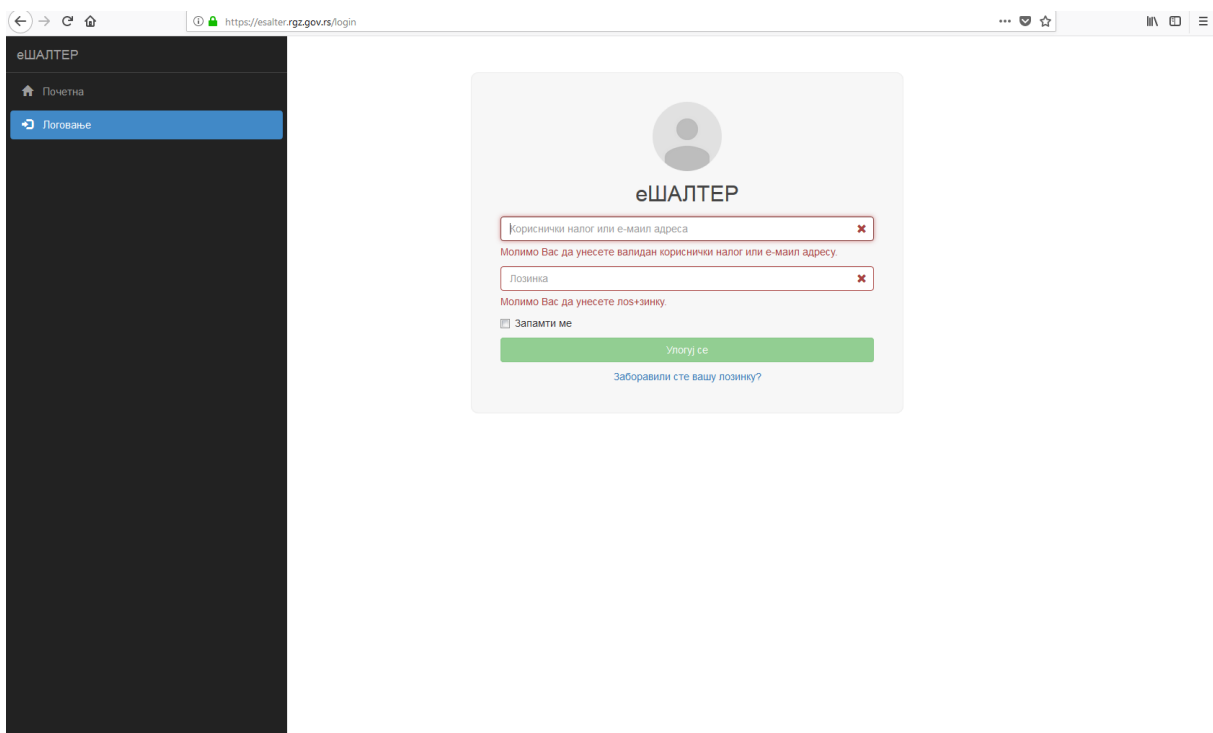 https://esalter.rgz.gov.rs/login
еШАЛТЕР
Почетна
Логовање
еШАЛТЕР
Кориснички налог или е-маил адреса
Молимо Вас да унесете валидан кориснички налог или е-маил адресу.
Лозинка
Молимо Вас да унесете лоs+зинку.
Запамти ме
Улогуј се
Заборавили сте вашу лозинку?